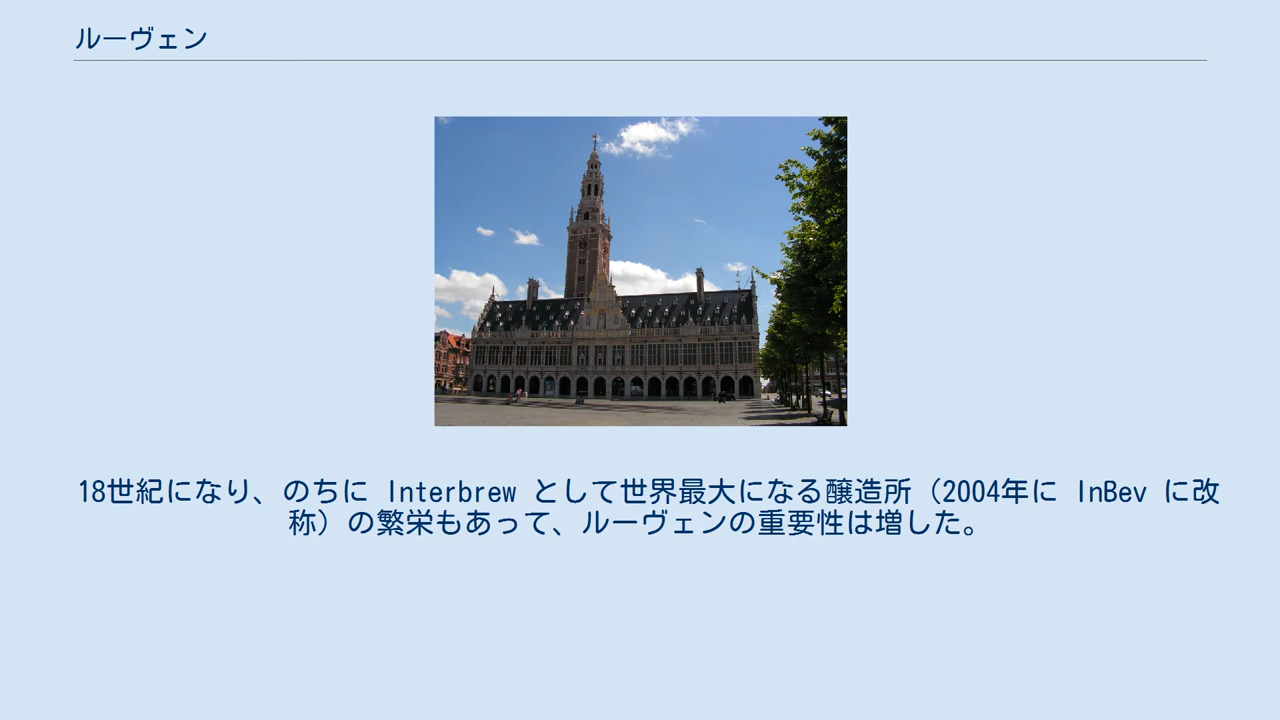 ルーヴェン
18世紀になり、のちに Interbrew として世界最大になる醸造所（2004年に InBev に改
称）の繁栄もあって、ルーヴェンの重要性は増した。